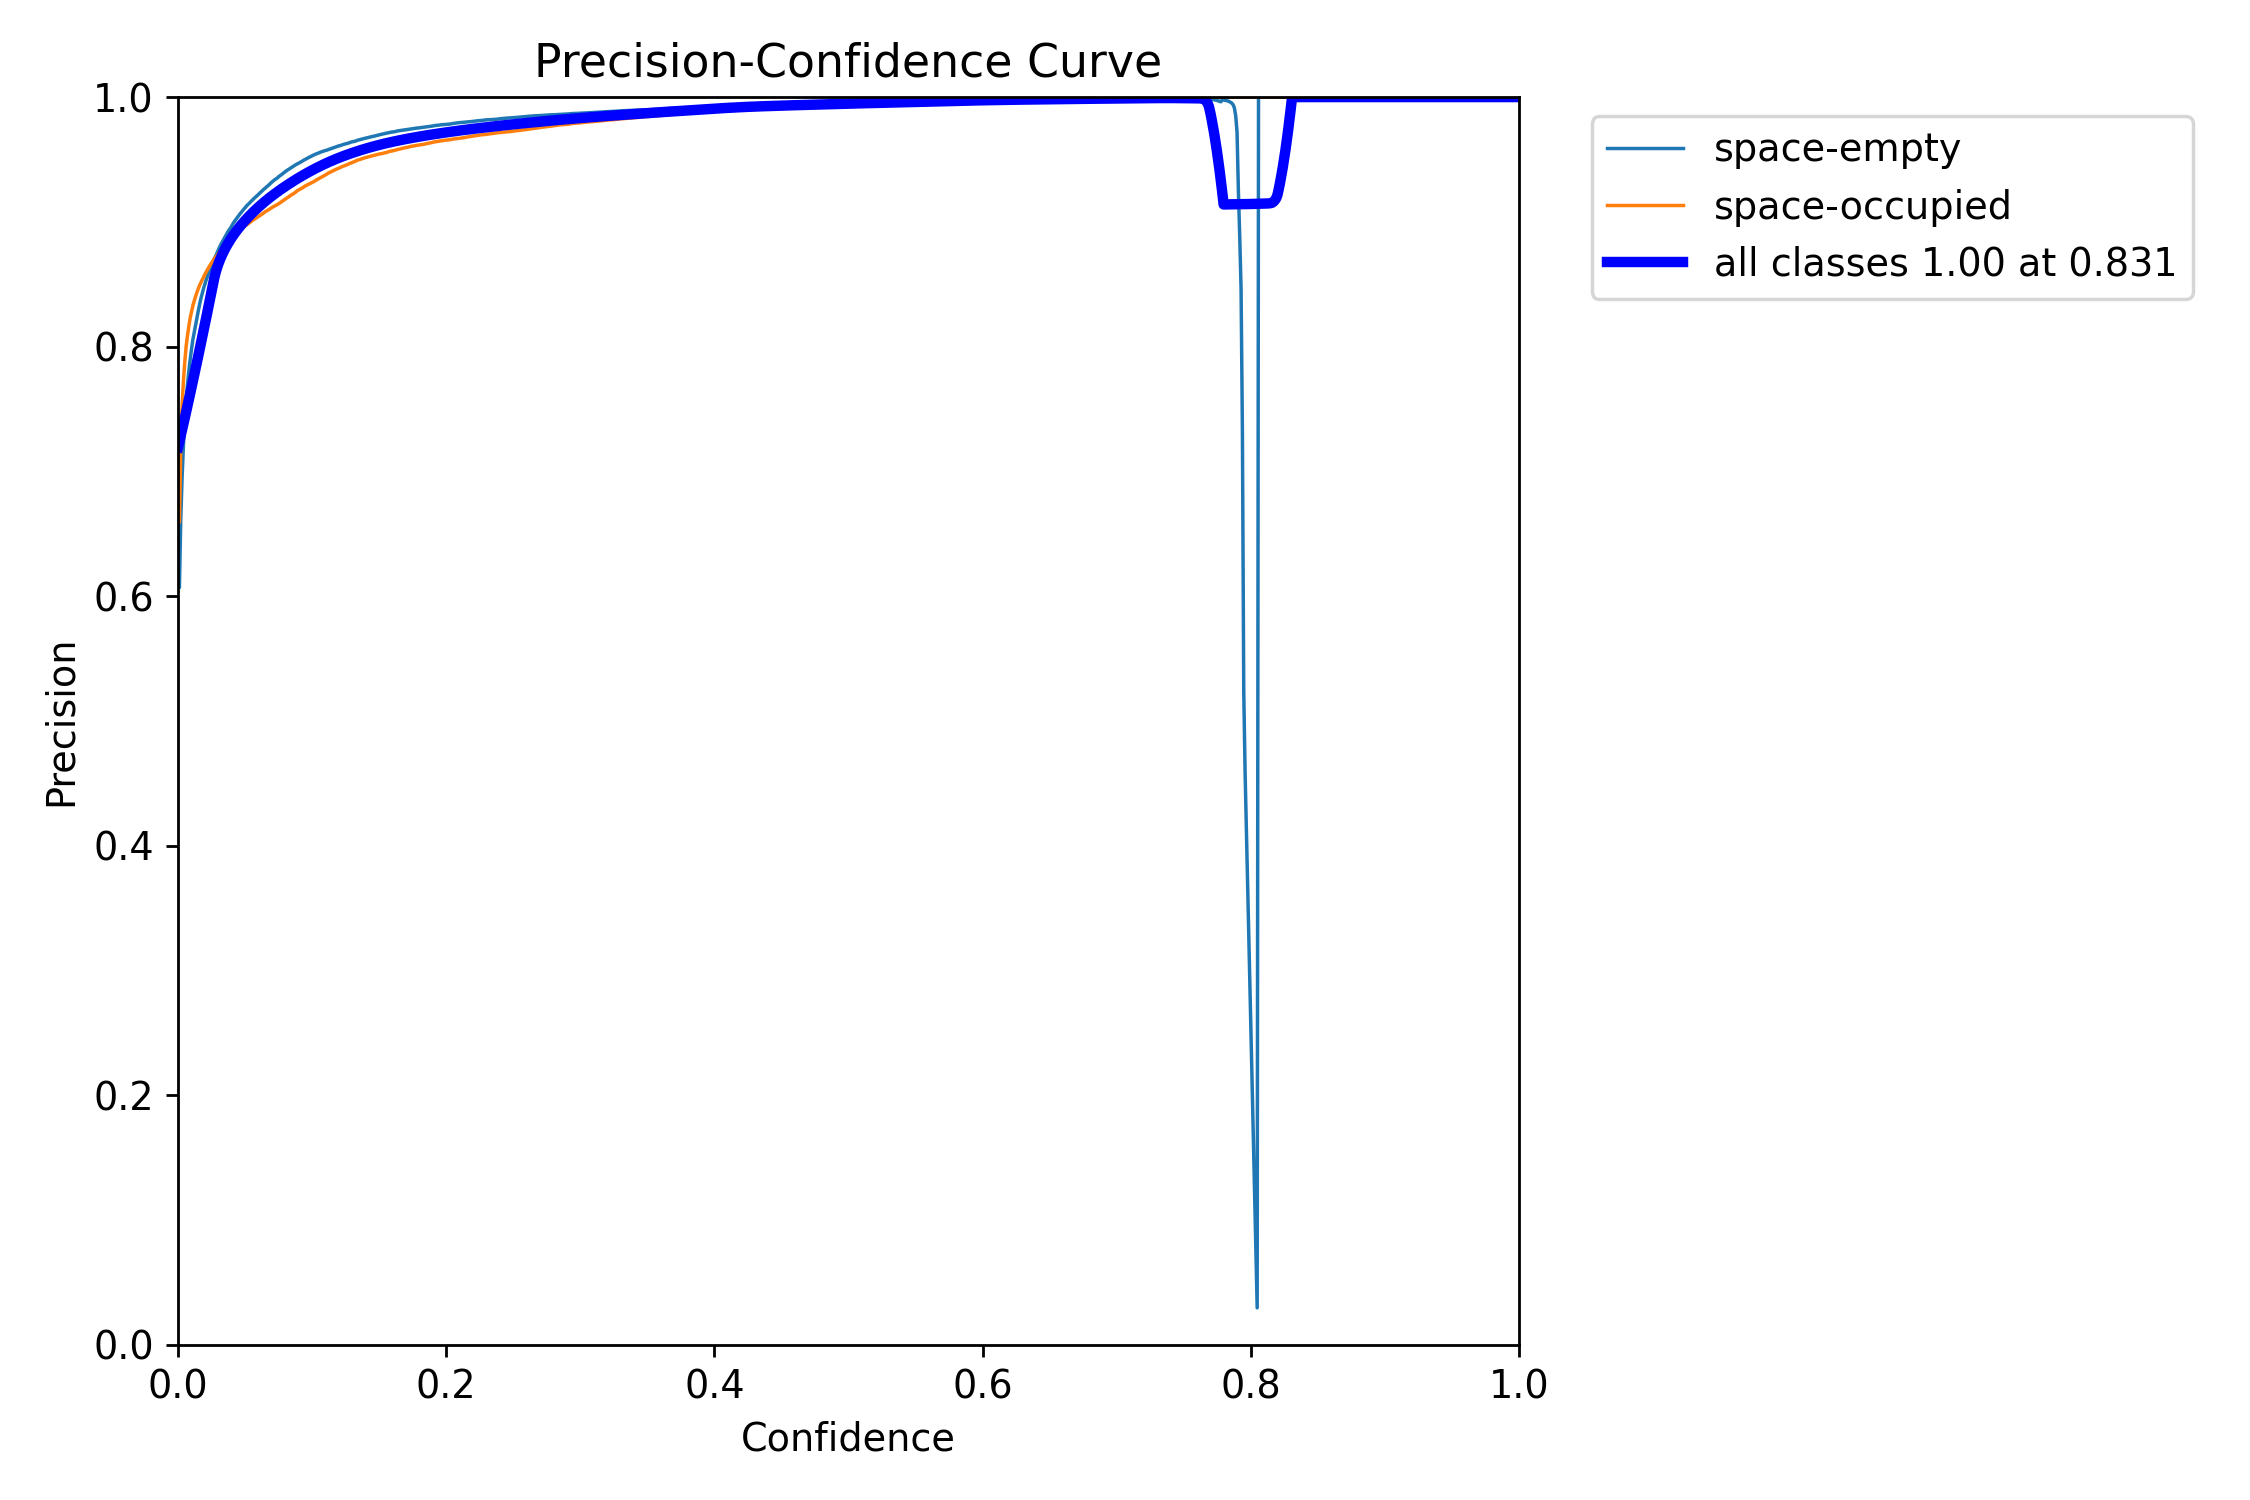 Precision-Confidence Curve
1.0
0.8
0.6
0.4
0.2
0.0
Precision
0.0 0.2 0.4 0.6 0.8 1.0
Confidence
space-empty
space-occupied
all classes 1.00 at 0.831